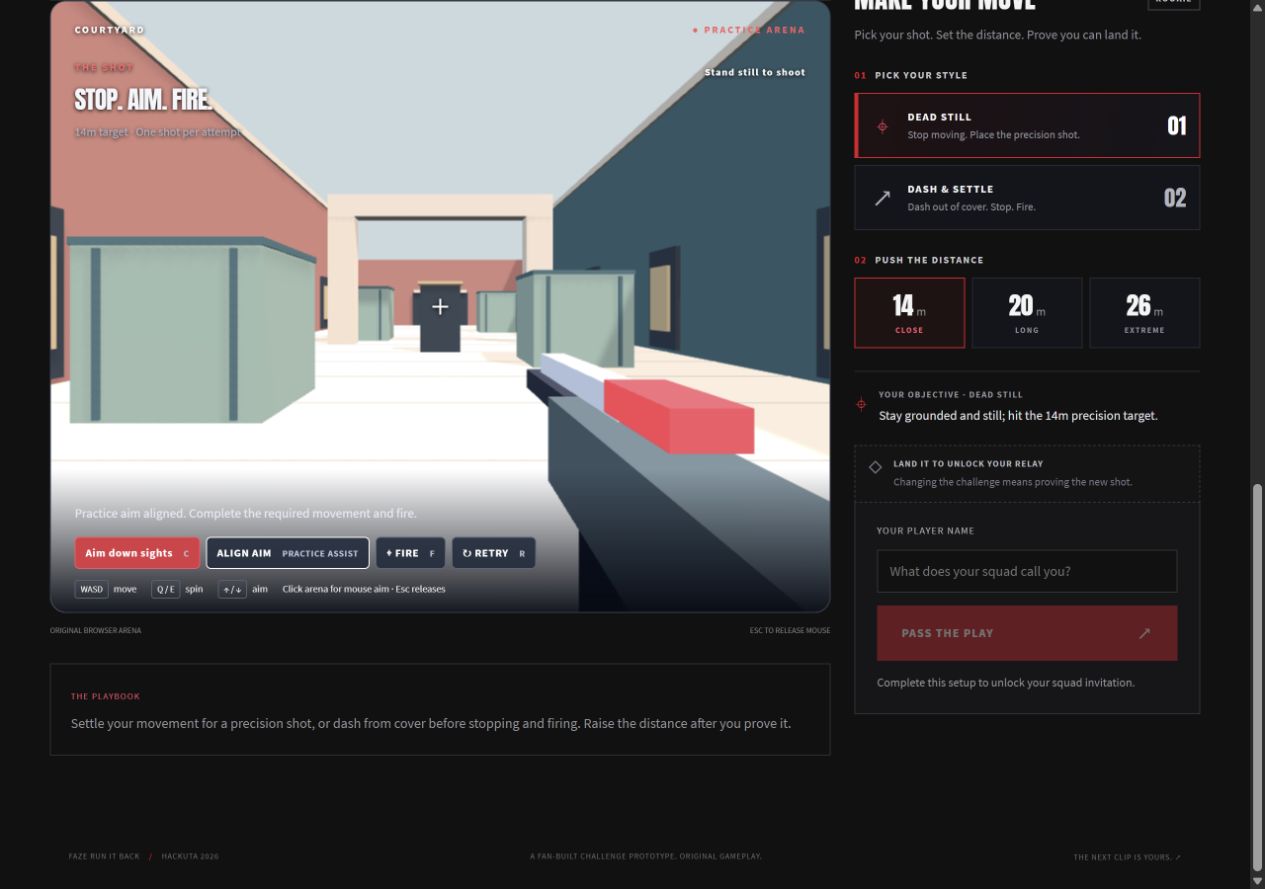 COURTYARD
● PRACTICE ARENA
THE SHOT
Stand still to shoot
STOP. AIM. FIRE.
14m target · One shot per attempt
Practice aim aligned. Complete the required movement and fire.
Aim down sights C
ALIGN AIM PRACTICE ASSIST
⌖ FIRE F
↻ RETRY R
WASD move Q / E spin ↑ / ↓ aim Click arena for mouse aim · Esc releases
ORIGINAL BROWSER ARENA
ESC TO RELEASE MOUSE
THE PLAYBOOK
Settle your movement for a precision shot, or dash from cover before stopping and firing. Raise the distance after you prove it.
MAKE YOUR MOVE
ROOKIE
Pick your shot. Set the distance. Prove you can land it.
01 PICK YOUR STYLE
DEAD STILL
Stop moving. Place the precision shot.
01
DASH & SETTLE
Dash out of cover. Stop. Fire.
02
02 PUSH THE DISTANCE
14 m
CLOSE
20 m
LONG
26 m
EXTREME
YOUR OBJECTIVE · DEAD STILL
Stay grounded and still; hit the 14m precision target.
LAND IT TO UNLOCK YOUR RELAY
Changing the challenge means proving the new shot.
YOUR PLAYER NAME
What does your squad call you?
PASS THE PLAY ↗
Complete this setup to unlock your squad invitation.
FAZE RUN IT BACK / HACKUTA 2026
A FAN-BUILT CHALLENGE PROTOTYPE. ORIGINAL GAMEPLAY.
THE NEXT CLIP IS YOURS. ↗